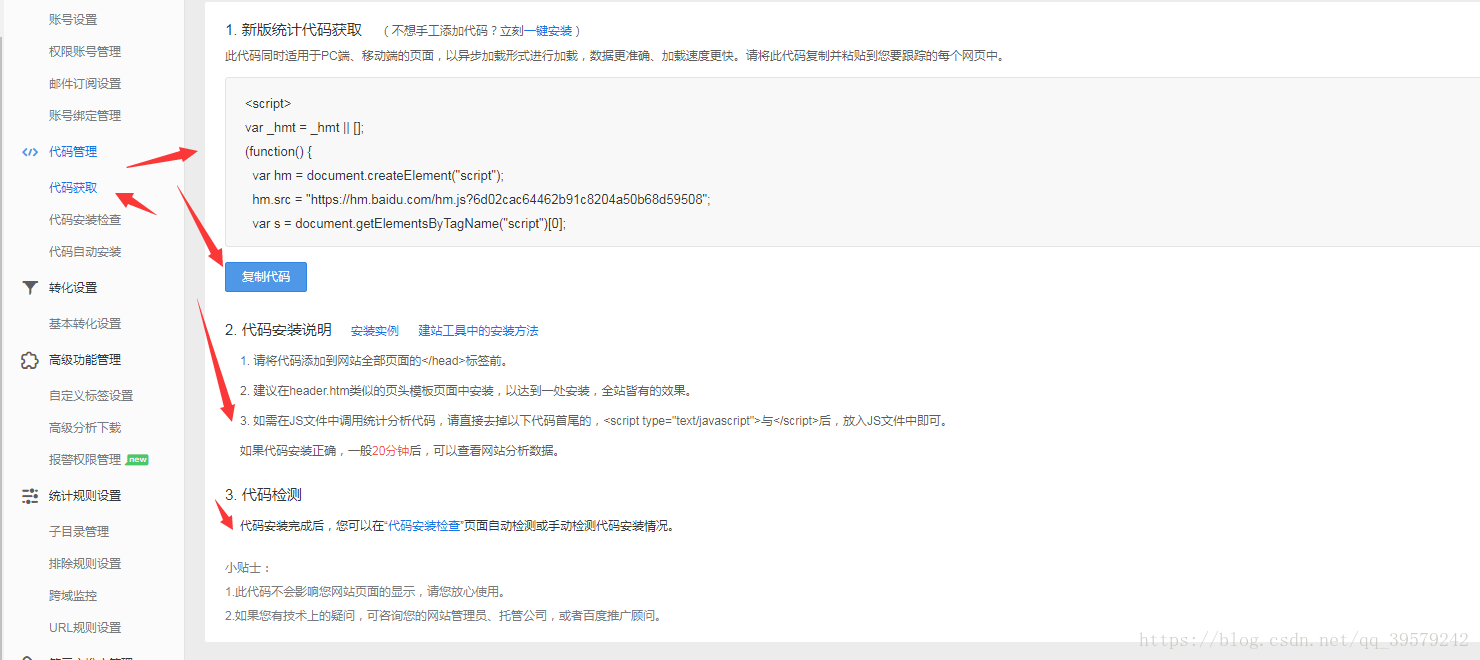 账号设置
权限账号管理
邮件订阅设置
账号绑定管理
代码管理
代码获取
代码安装检查
代码自动安装
转化设置
基本转化设置
高级功能管理
自定义标签设置
高级分析下载
报警权限管理 new
统计规则设置
子目录管理
排除规则设置
跨域监控
URL规则设置
1. 新版统计代码获取 （不想手工添加代码？立刻一键安装）
此代码同时适用于PC端、移动端的页面，以异步加载形式进行加载，数据更准确、加载速度更快。请将此代码复制并粘贴到您要跟踪的每个网页中。
<script>
var _hmt = _hmt || [];
(function() {
var hm = document.createElement("script");
hm.src = "https://hm.baidu.com/hm.js?6d02cac64462b91c8204a50b68d59508";
var s = document.getElementsByTagName("script")[0];
复制代码
2. 代码安装说明 安装实例 建站工具中的安装方法
1. 请将代码添加到网站全部页面的</head>标签前。
2. 建议在header.htm类似的页头模板页面中安装，以达到一处安装，全站皆有的效果。
3. 如需在JS文件中调用统计分析代码，请直接去掉以下代码首尾的，<script type="text/javascript">与</script>后，放入JS文件中即可。
如果代码安装正确，一般20分钟后，可以查看网站分析数据。
3. 代码检测
代码安装完成后，您可以在“代码安装检查”页面自动检测或手动检测代码安装情况。
小贴士：
1.此代码不会影响您网站页面的显示，请您放心使用。
2.如果您有技术上的疑问，可咨询您的网站管理员、托管公司，或者百度推广顾问。
https://blog.csdn.net/qq_39579242